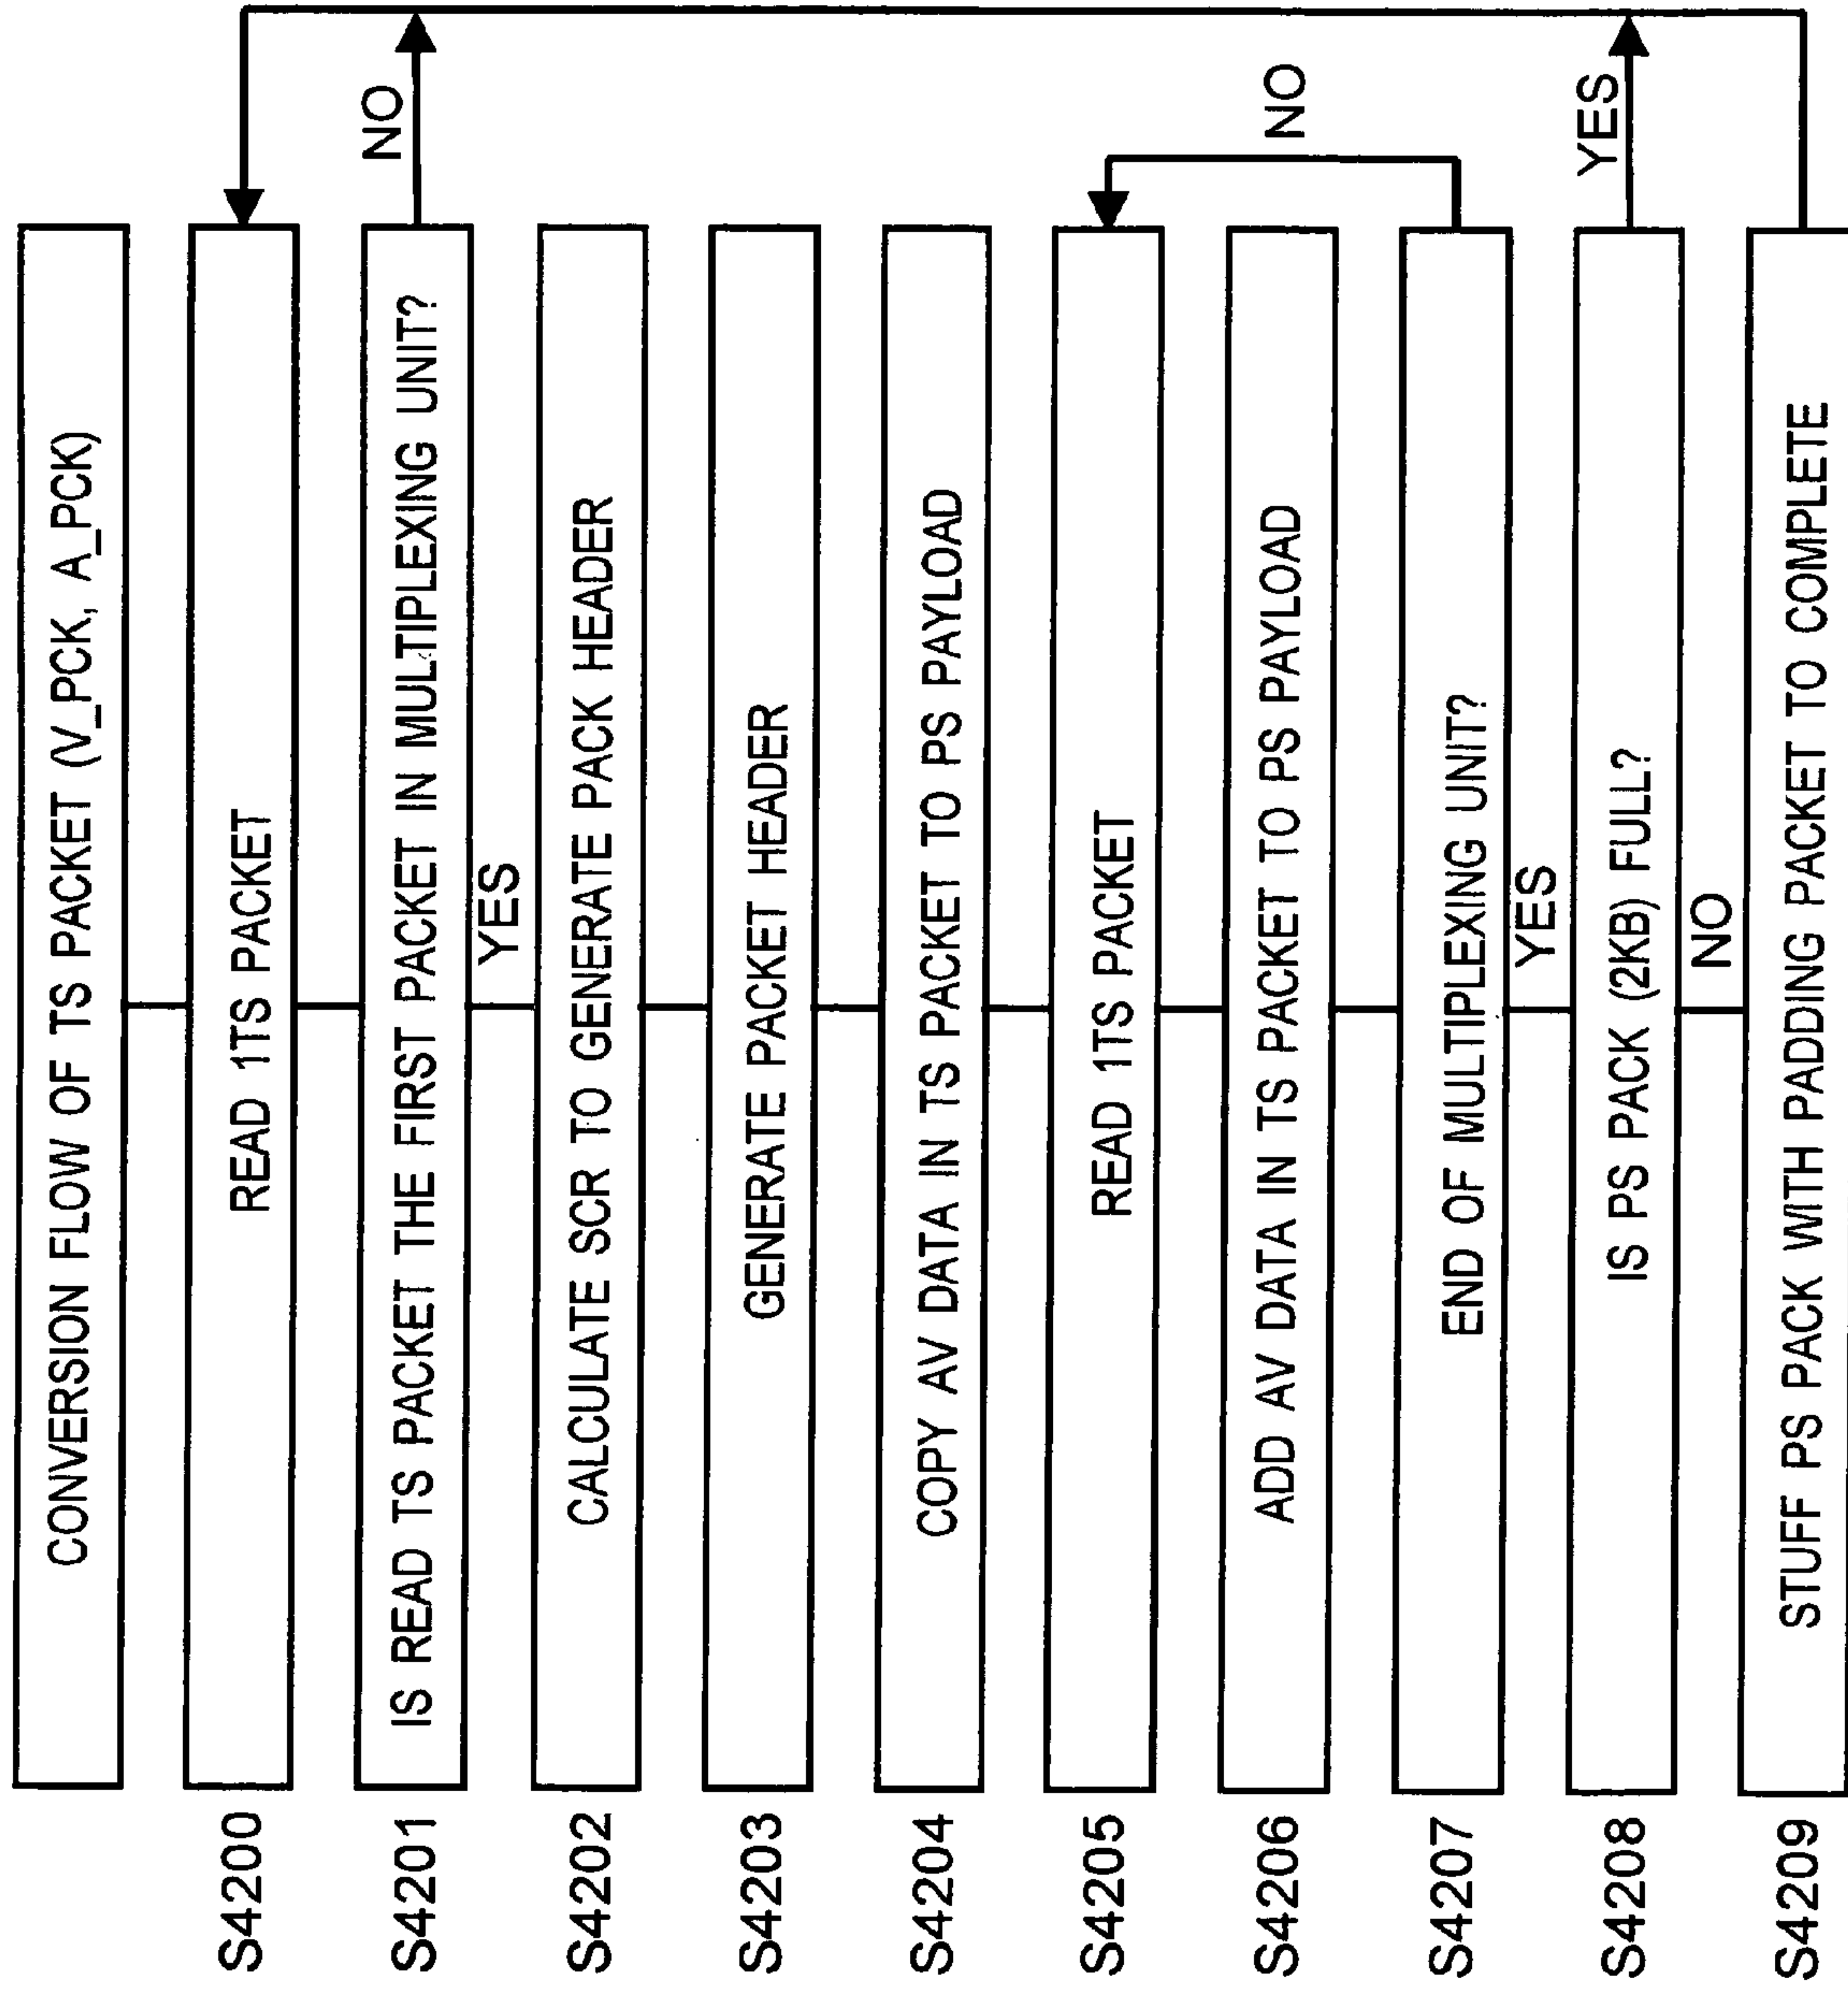 CONVERSION FLOW OF TS PACKET (V_PCK, A_PCK)
S4200
READ 1TS PACKET
S4201
IS READ TS PACKET THE FIRST PACKET IN MULTIPLEXING UNIT?
NO
YES
S4202
CALCULATE SCR TO GENERATE PACK HEADER
S4203
GENERATE PACKET HEADER
S4204
COPY AV DATA IN TS PACKET TO PS PAYLOAD
S4205
READ 1TS PACKET
S4206
ADD AV DATA IN TS PACKET TO PS PAYLOAD
NO
S4207
END OF MULTIPLEXING UNIT?
YES
S4208
IS PS PACK (2KB) FULL?
YES
NO
S4209
STUFF PS PACK WITH PADDING PACKET TO COMPLETE